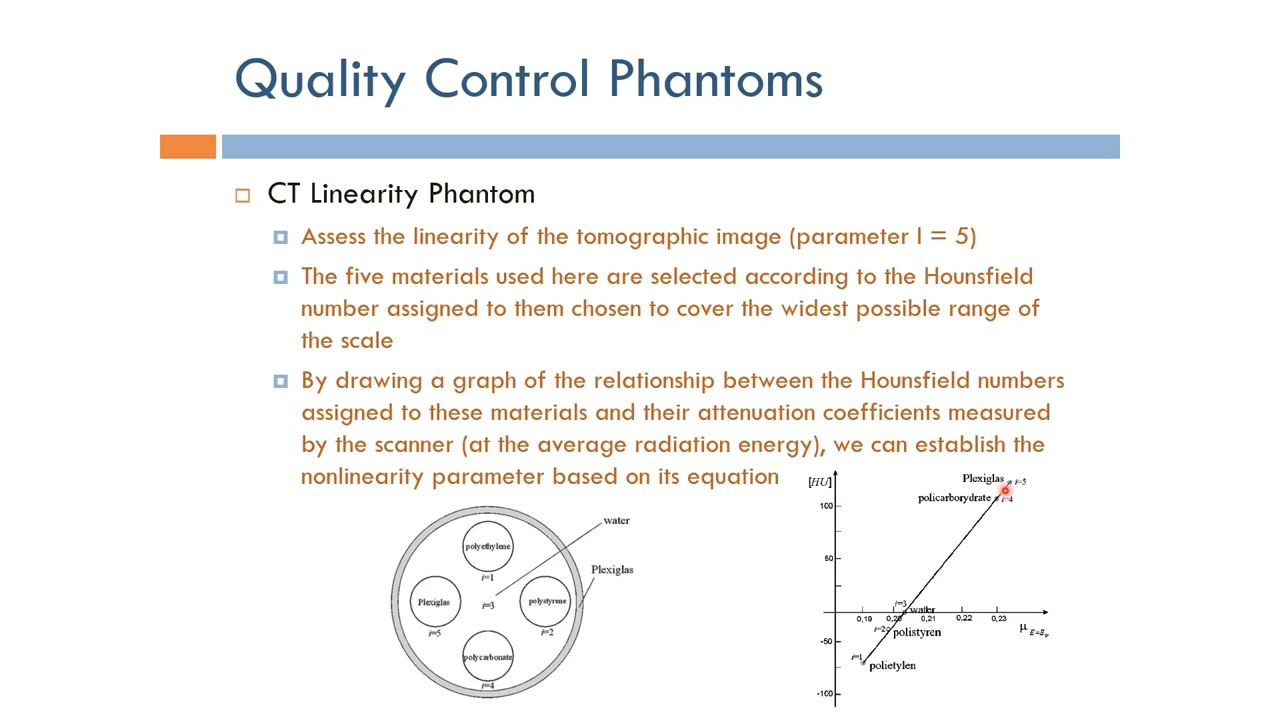 Quality Control Phantoms
CT Linearity Phantom
Assess the linearity of the tomographic image (parameter I = 5)
The five materials used here are selected according to the Hounsfield
number assigned to them chosen to cover the widest possible range of
the scale
By drawing a graph of the relationship between the Hounsfield numbers
assigned to these materials and their attenuation coefficients measured
by the scanner (at the average radiation energy), we can establish the
nonlinearity parameter based on its equation
water
Plexiglas
polyethylene
i=1
Plexiglas
i=5
i=3
polystyrene
i=2
polycarbonate
i=4
[HU]
Plexiglas i=5
policarborydrate i=4
100
50
i=3
water
0,19 0,20 0,21 0,22 0,23
μ E=Eśr
i=2
polistyren
-50
i=1
polietylen
-100